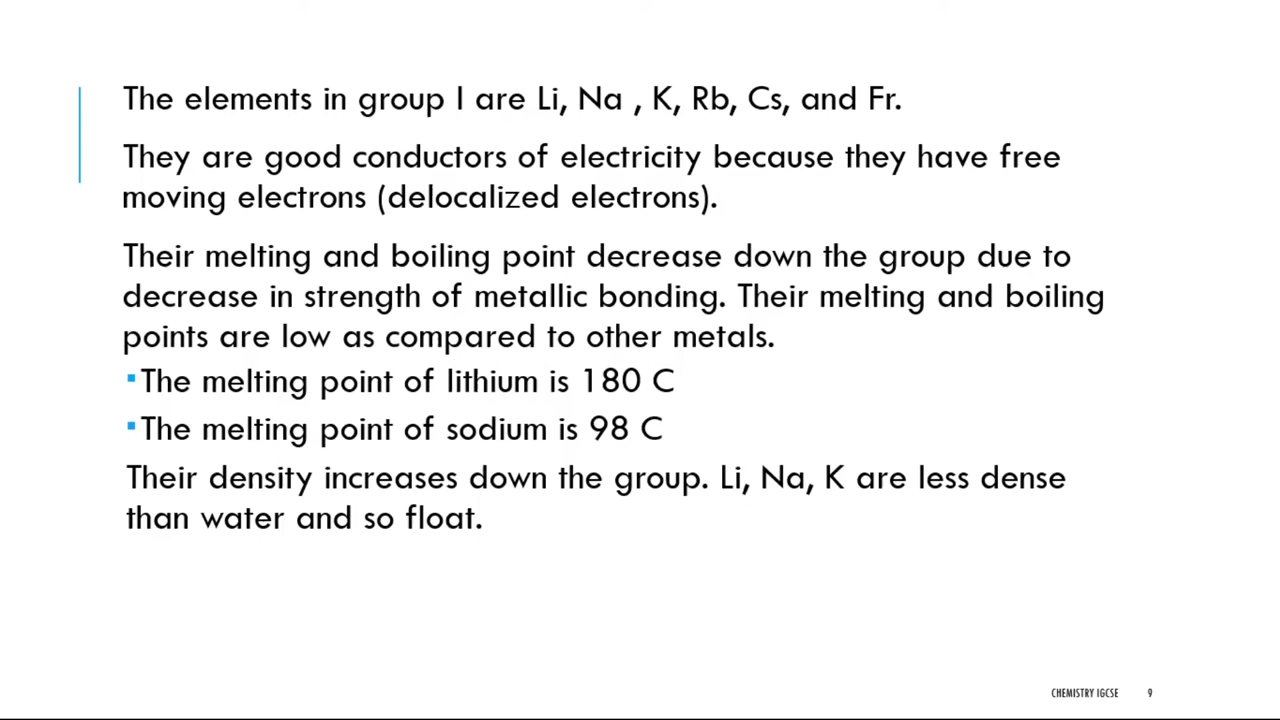 The elements in group I are Li, Na , K, Rb, Cs, and Fr.
They are good conductors of electricity because they have free
moving electrons (delocalized electrons).
Their melting and boiling point decrease down the group due to
decrease in strength of metallic bonding. Their melting and boiling
points are low as compared to other metals.
▪The melting point of lithium is 180 C
▪The melting point of sodium is 98 C
Their density increases down the group. Li, Na, K are less dense
than water and so float.
CHEMISTRY IGCSE 9